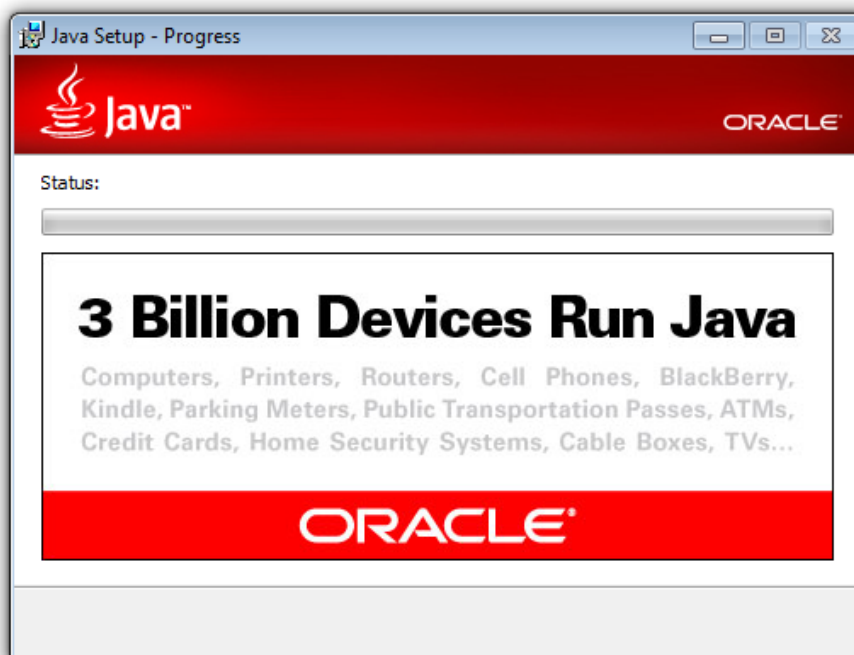 Java Setup - Progress
Java™
ORACLE®
Status:
3 Billion Devices Run Java
Computers, Printers, Routers, Cell Phones, BlackBerry,
Kindle, Parking Meters, Public Transportation Passes, ATMs,
Credit Cards, Home Security Systems, Cable Boxes, TVs...
ORACLE®